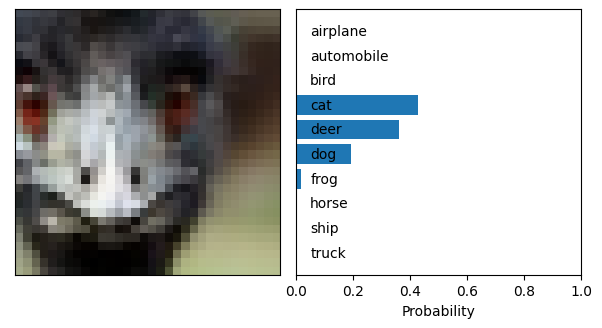 airplane
automobile
bird
cat
deer
dog
frog
horse
ship
truck
0.0 0.2 0.4 0.6 0.8 1.0
Probability